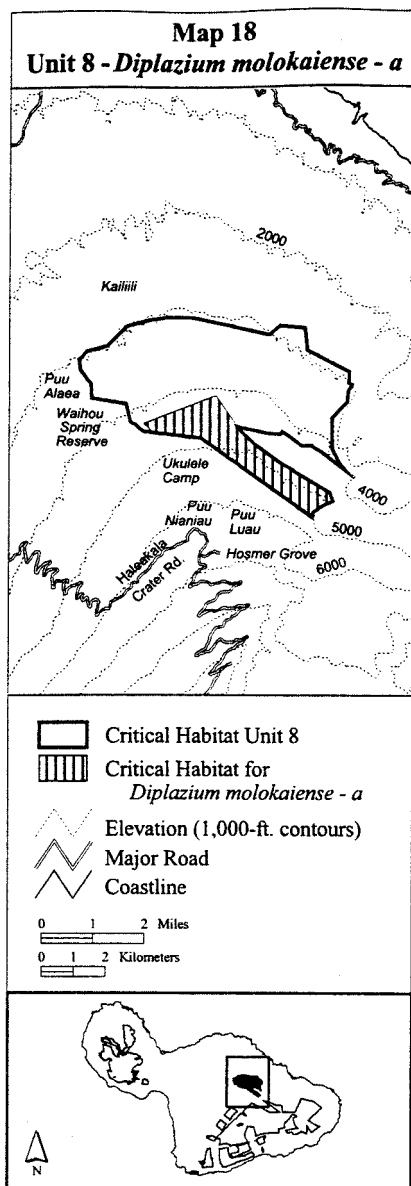 Map 18
Unit 8 - Diplazium molokaiense - a
2000
Kailiili
Puu
Alaea
Waihou
Spring
Reserve
Ukulele
Camp
4000
Puu
Nianiau
Puu
Luau
5000
Hosmer Grove
6000
Haleakala
Crater Rd.
Critical Habitat Unit 8
Critical Habitat for
Diplazium molokaiense - a
Elevation (1,000-ft. contours)
Major Road
Coastline
0 1 2 Miles
0 1 2 Kilometers
N